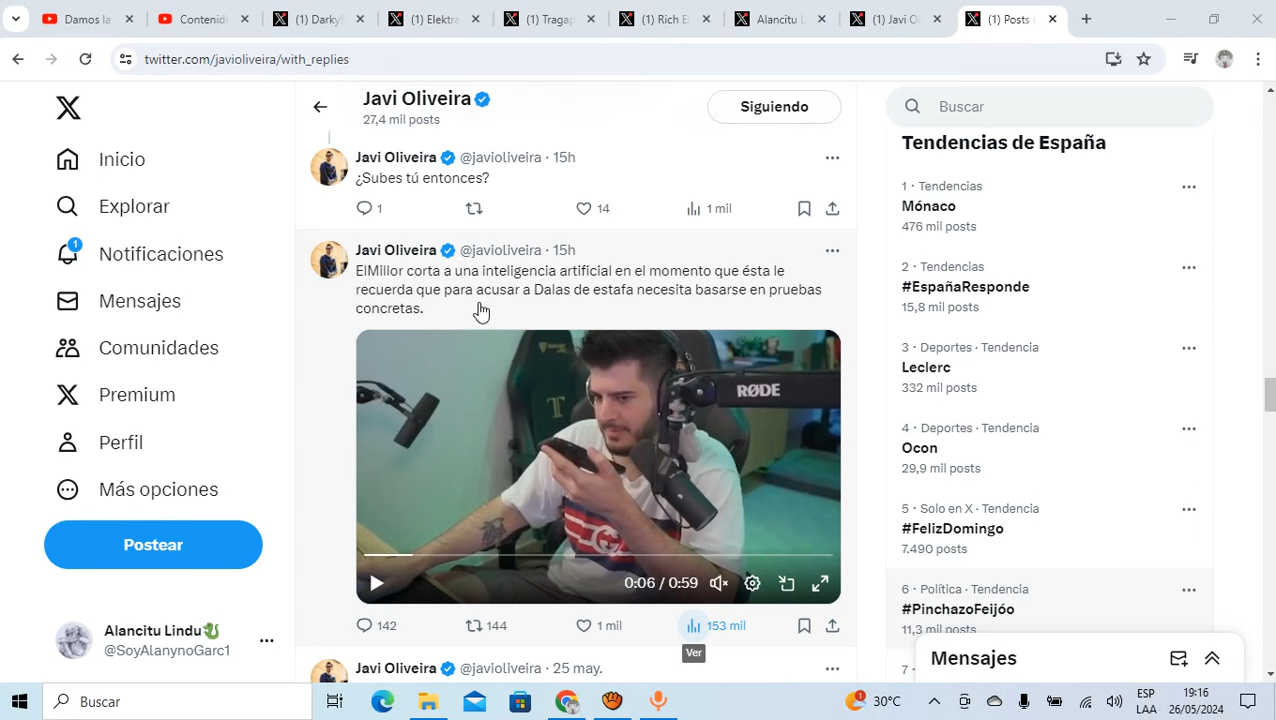 Damos la
Contenid
(1) Darky
(1) Elektra
(1) Tragap
(1) Rich E
Alancitu L
(1) Javi O
(1) Posts
twitter.com/javioliveira/with_replies
Inicio
Explorar
1
Notificaciones
Mensajes
Comunidades
Premium
Perfil
Más opciones
Postear
Alancitu Lindu
@SoyAlanynoGarc1
Javi Oliveira
27,4 mil posts
Siguiendo
Javi Oliveira @javioliveira · 15h
¿Subes tú entonces?
1 14 1 mil
Javi Oliveira @javioliveira · 15h
ElMillor corta a una inteligencia artificial en el momento que ésta le
recuerda que para acusar a Dalas de estafa necesita basarse en pruebas
concretas.
RØDE
G
0:06 / 0:59
142 144 1 mil 153 mil
Ver
Javi Oliveira @javioliveira · 25 may.
Buscar
Tendencias de España
1 · Tendencias
Mónaco
476 mil posts
2 · Tendencias
#EspañaResponde
15,8 mil posts
3 · Deportes · Tendencia
Leclerc
332 mil posts
4 · Deportes · Tendencia
Ocon
29,9 mil posts
5 · Solo en X · Tendencia
#FelizDomingo
7.490 posts
6 · Política · Tendencia
#PinchazoFeijóo
11,3 mil posts
7 ·
Mensajes
Buscar
1
30°C
ESP
LAA
19:16
26/05/2024